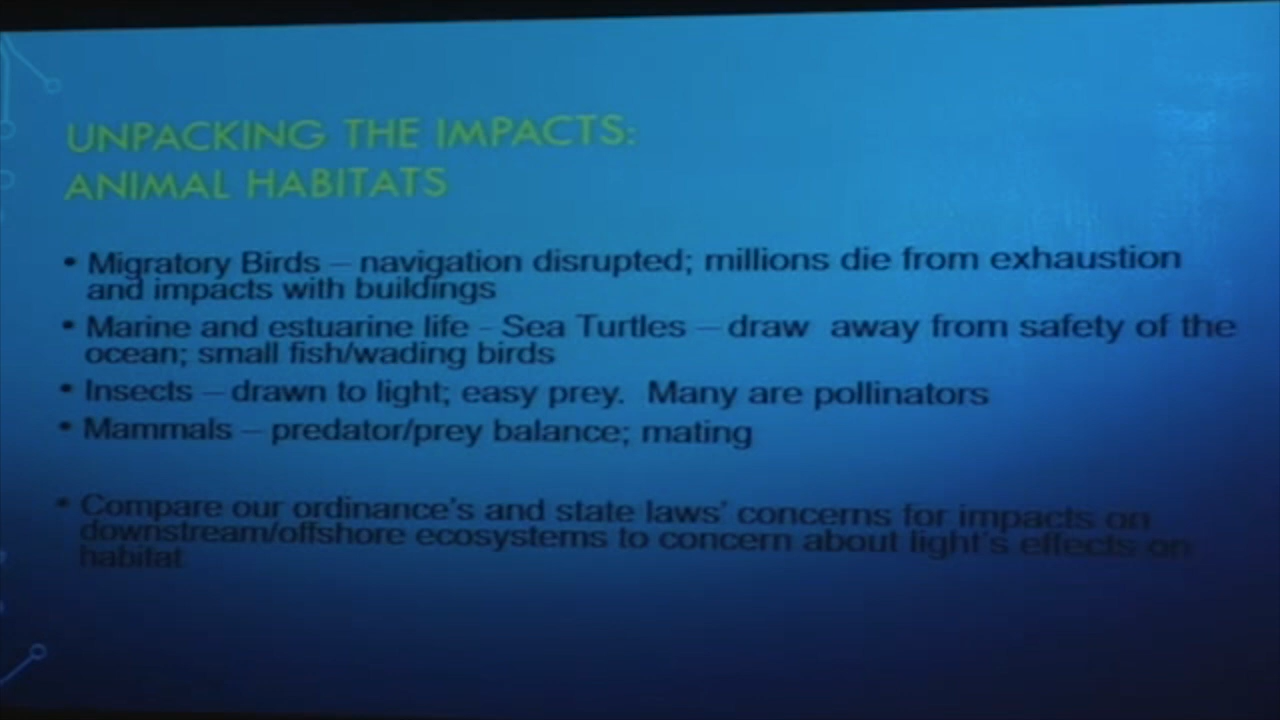 UNPACKING THE IMPACTS:
ANIMAL HABITATS
• Migratory Birds – navigation disrupted; millions die from exhaustion
and impacts with buildings
• Marine and estuarine life - Sea Turtles – draw away from safety of the
ocean; small fish/wading birds
• Insects – drawn to light; easy prey. Many are pollinators
• Mammals – predator/prey balance; mating
• Compare our ordinance's and state laws' concerns for impacts on
downstream/offshore ecosystems to concern about light's effects on
habitat